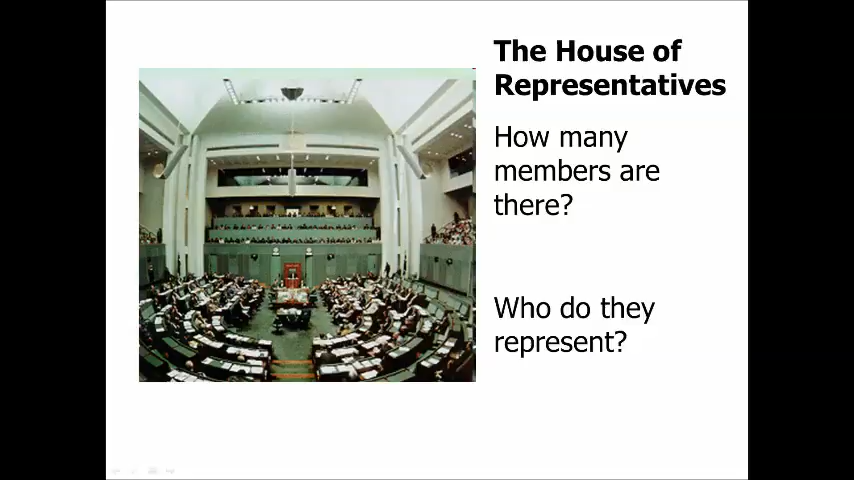 The House of
Representatives
How many
members are
there?
Who do they
represent?